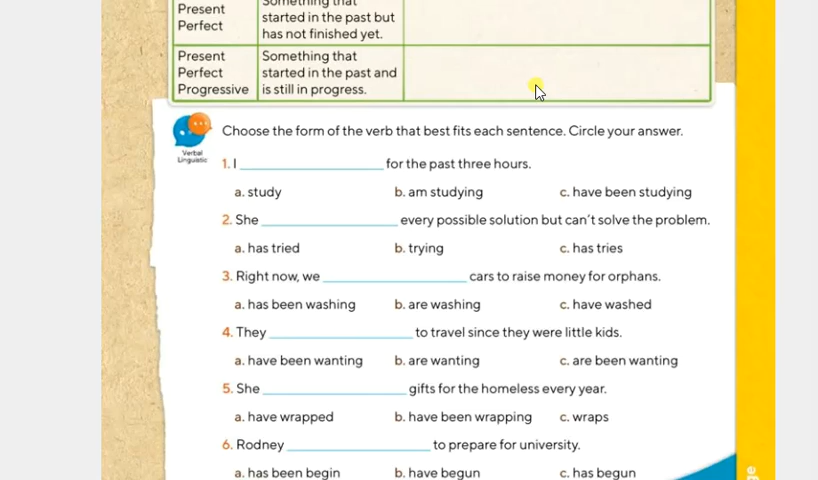 Present
Perfect
Something that
started in the past but
has not finished yet.
Present
Perfect
Progressive
Something that
started in the past and
is still in progress.
Verbal
Linguistic
Choose the form of the verb that best fits each sentence. Circle your answer.
1. I ____________________ for the past three hours.
a. study b. am studying c. have been studying
2. She ____________________ every possible solution but can't solve the problem.
a. has tried b. trying c. has tries
3. Right now, we ____________________ cars to raise money for orphans.
a. has been washing b. are washing c. have washed
4. They ____________________ to travel since they were little kids.
a. have been wanting b. are wanting c. are been wanting
5. She ____________________ gifts for the homeless every year.
a. have wrapped b. have been wrapping c. wraps
6. Rodney ____________________ to prepare for university.
a. has been begin b. have begun c. has begun